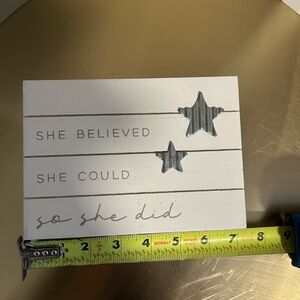 SHE BELIEVED
SHE COULD
so she did
1 2 3 4 5 6 7 8 9